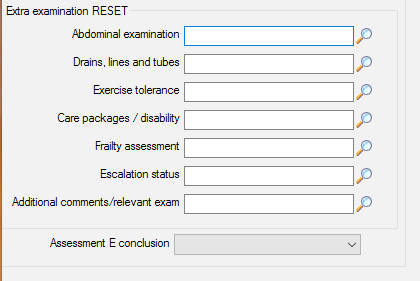 Extra examination RESET
Abdominal examination
Drains, lines and tubes
Exercise tolerance
Care packages / disability
Frailty assessment
Escalation status
Additional comments/relevant exam
Assessment E conclusion